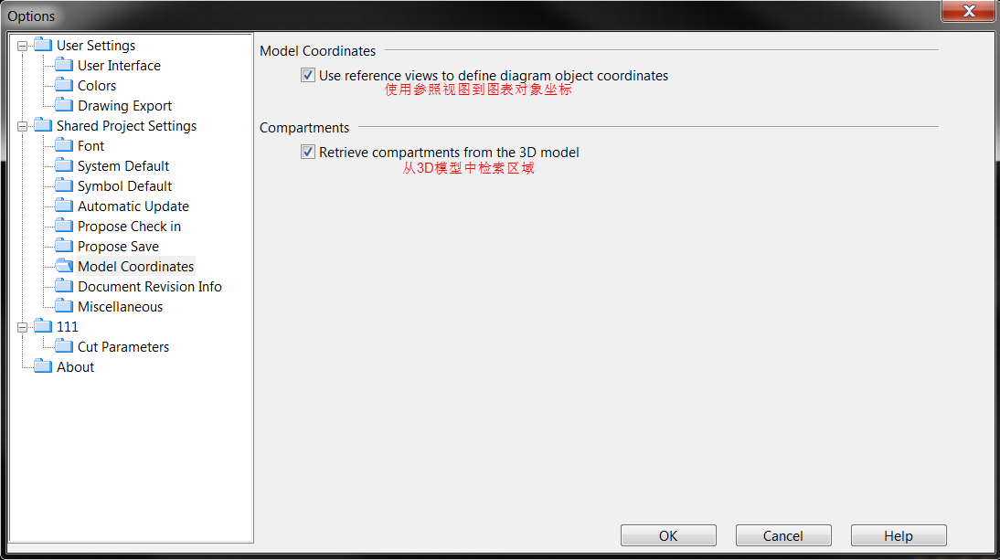 Options
User Settings
User Interface
Colors
Drawing Export
Shared Project Settings
Font
System Default
Symbol Default
Automatic Update
Propose Check in
Propose Save
Model Coordinates
Document Revision Info
Miscellaneous
111
Cut Parameters
About
Model Coordinates
Use reference views to define diagram object coordinates
使用参照视图到图表对象坐标
Compartments
Retrieve compartments from the 3D model
从3D模型中检索区域
OK
Cancel
Help